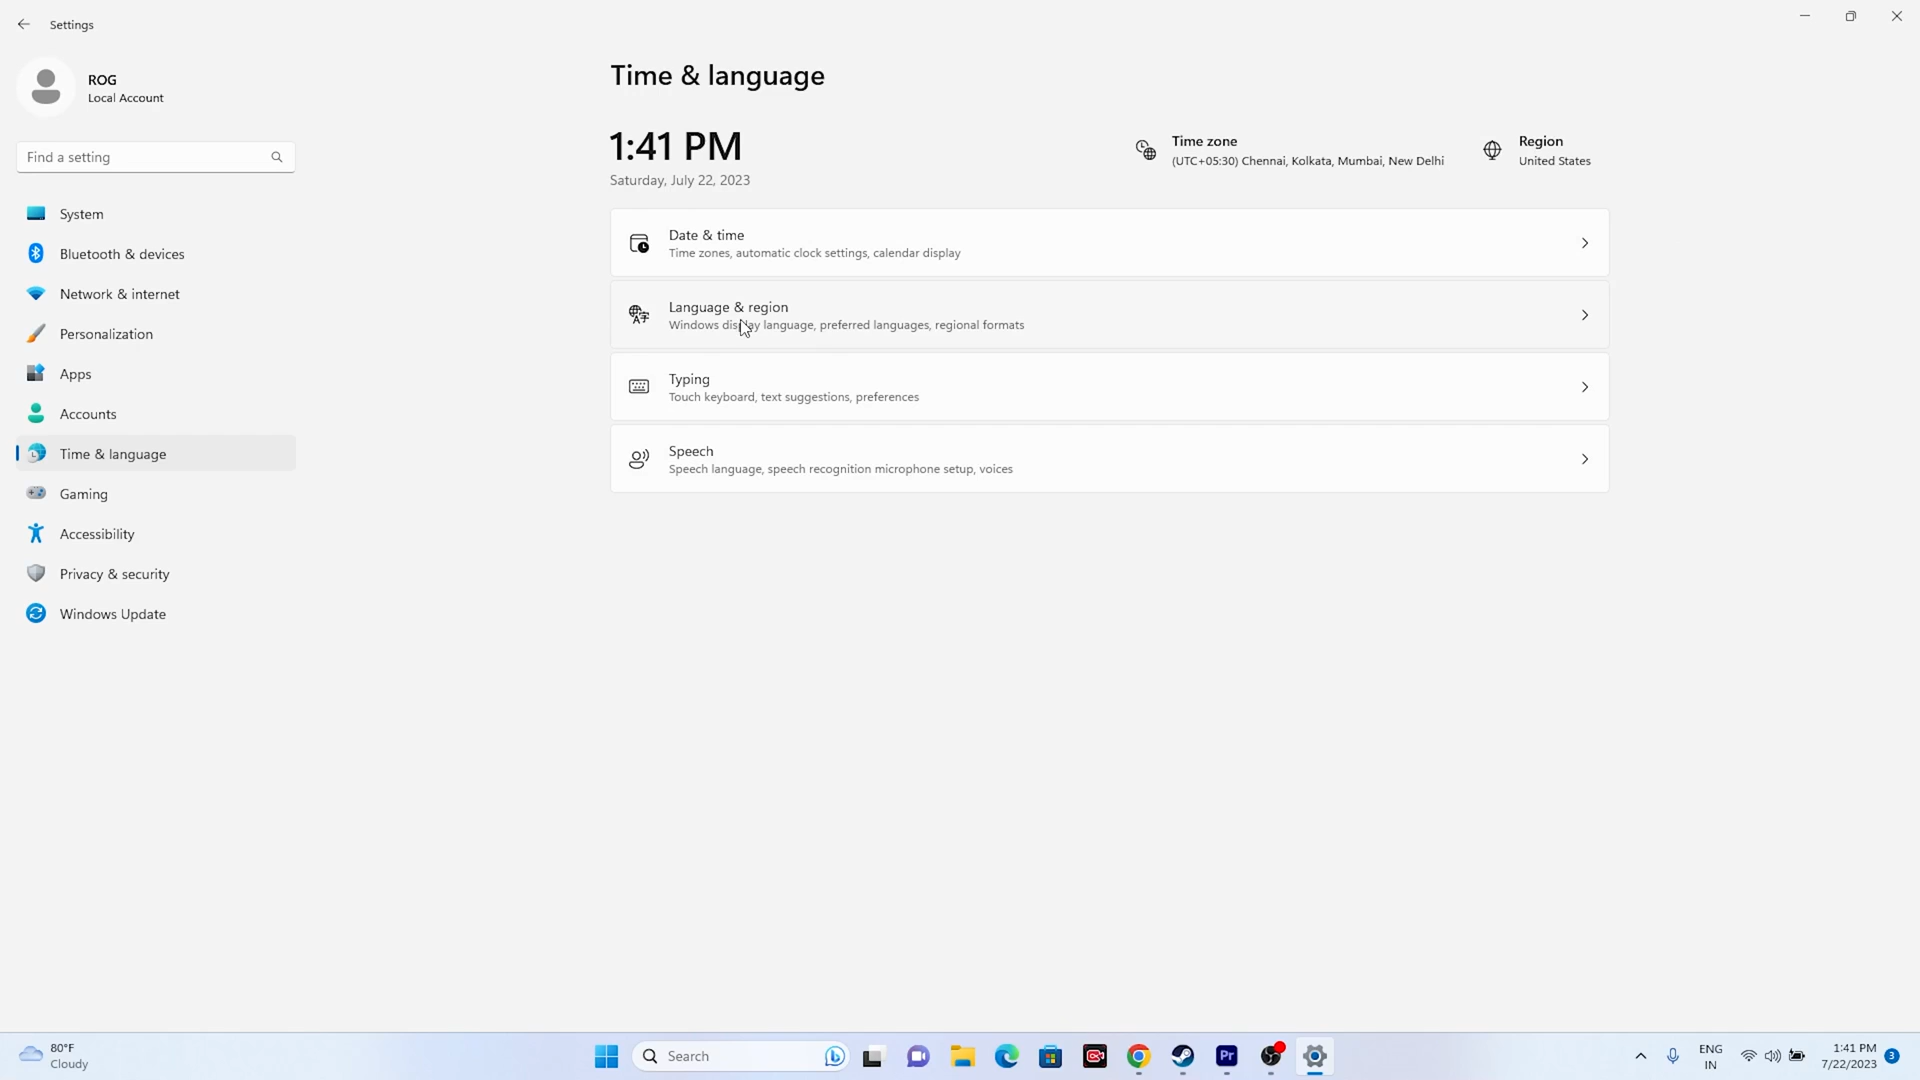 Settings
ROG
Local Account
Find a setting
System
Bluetooth & devices
Network & internet
Personalization
Apps
Accounts
Time & language
Gaming
Accessibility
Privacy & security
Windows Update
Time & language
1:41 PM
Saturday, July 22, 2023
Time zone
(UTC+05:30) Chennai, Kolkata, Mumbai, New Delhi
Region
United States
Date & time
Time zones, automatic clock settings, calendar display
Language & region
Windows display language, preferred languages, regional formats
Typing
Touch keyboard, text suggestions, preferences
Speech
Speech language, speech recognition microphone setup, voices
80°F
Cloudy
Search
Pr
ENG
IN
1:41 PM
7/22/2023
3